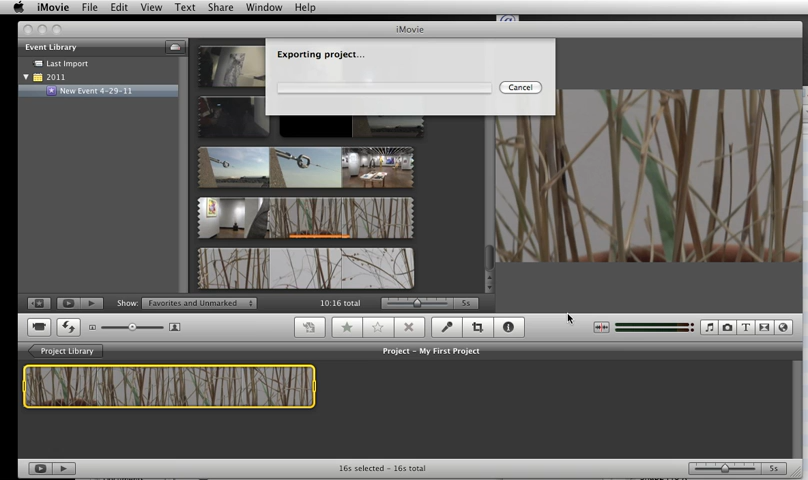 iMovie File Edit View Text Share Window Help
iMovie
Event Library
Exporting project...
Last Import
2011
Cancel
New Event 4-29-11
Show: Favorites and Unmarked
10:16 total
5s
Project Library
Project – My First Project
16s selected – 16s total
5s